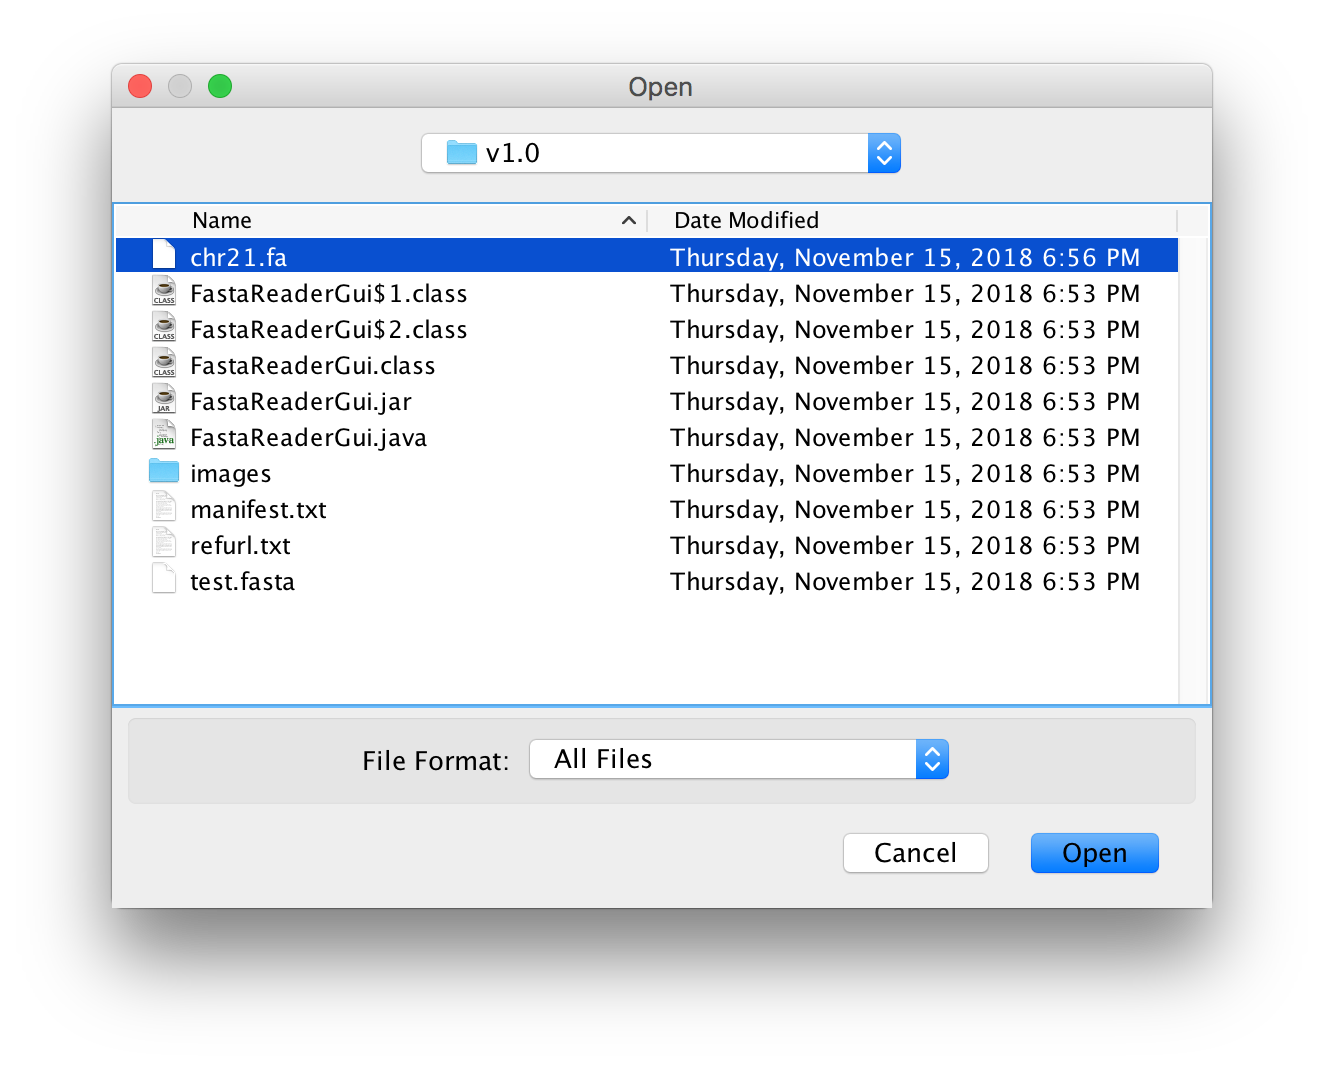 Open
v1.0
Name Date Modified
chr21.fa Thursday, November 15, 2018 6:56 PM
CLASS FastaReaderGui$1.class Thursday, November 15, 2018 6:53 PM
CLASS FastaReaderGui$2.class Thursday, November 15, 2018 6:53 PM
CLASS FastaReaderGui.class Thursday, November 15, 2018 6:53 PM
JAR FastaReaderGui.jar Thursday, November 15, 2018 6:53 PM
.java FastaReaderGui.java Thursday, November 15, 2018 6:53 PM
images Thursday, November 15, 2018 6:53 PM
manifest.txt Thursday, November 15, 2018 6:53 PM
refurl.txt Thursday, November 15, 2018 6:53 PM
test.fasta Thursday, November 15, 2018 6:53 PM
File Format: All Files
Cancel Open